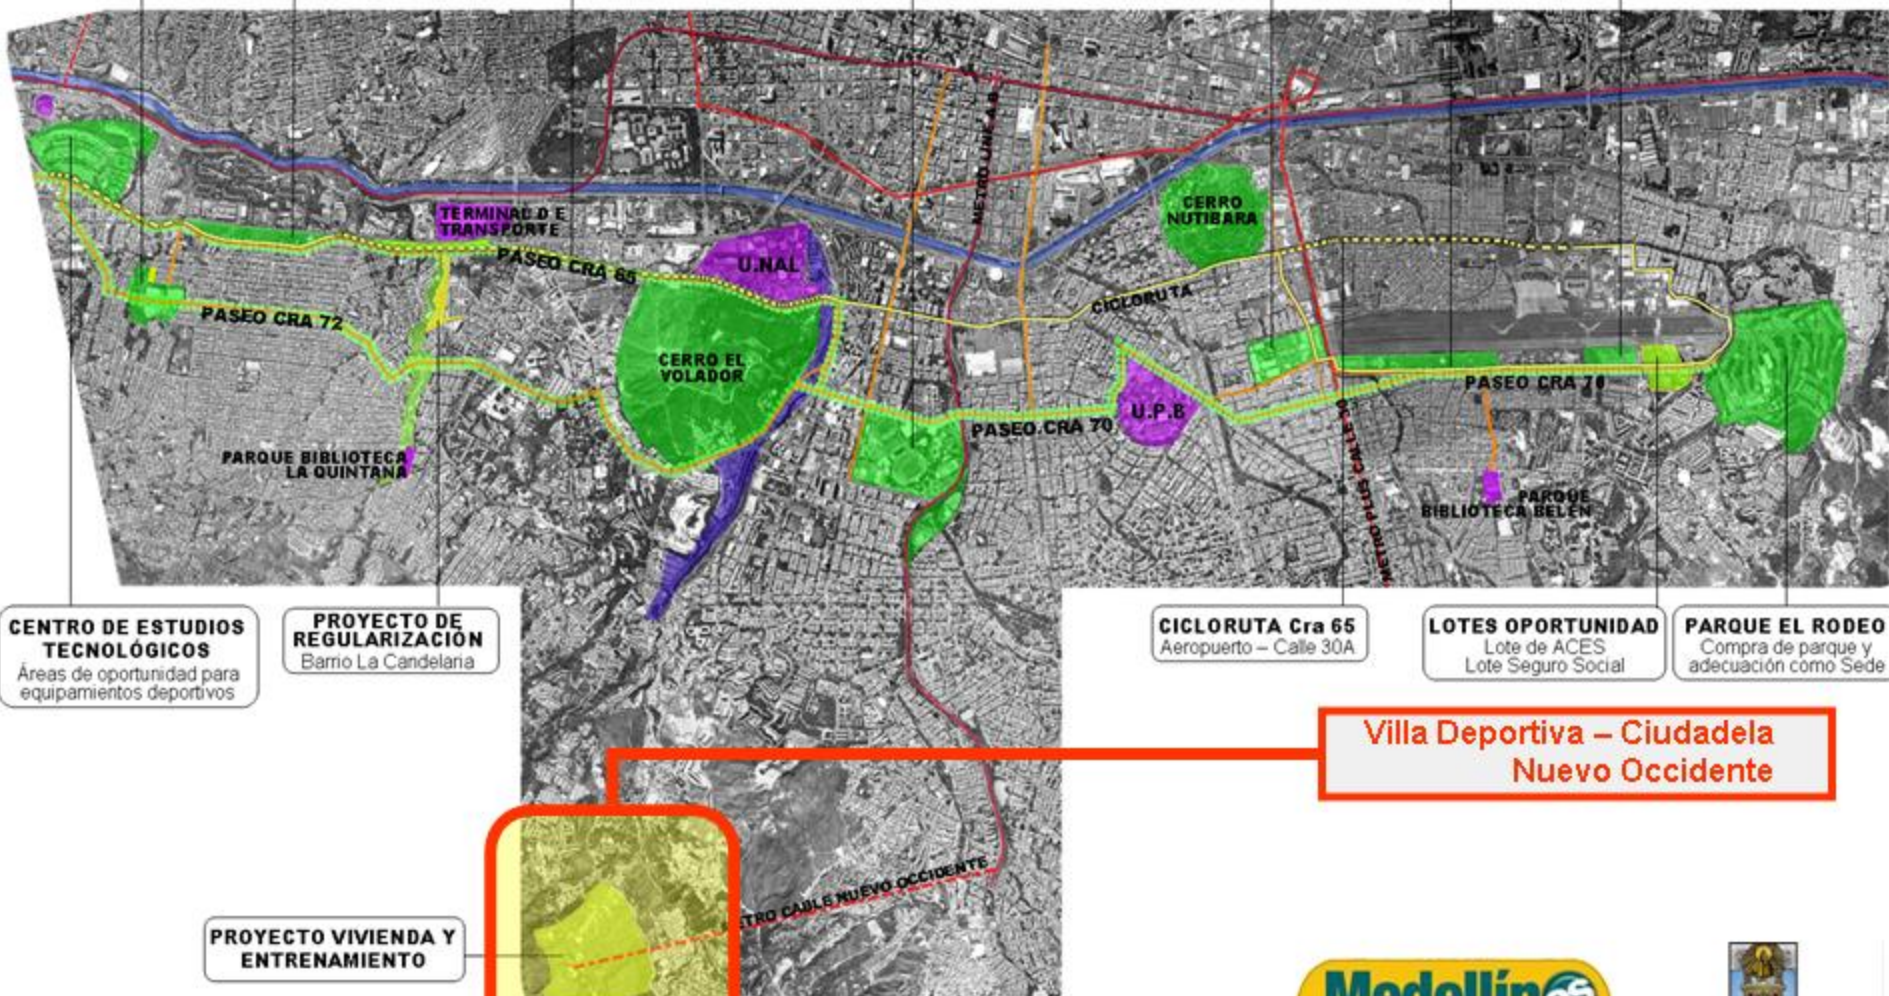 METRO LINEA B
CERRO
NUTIBARA
TERMINAL D E
TRANSPORTE
U.NAL
PASEO CRA 65
CICLORUTA
PASEO CRA 72
CERRO EL
VOLADOR
PASEO CRA 70
U.P.B
PASEO CRA 70
PARQUE BIBLIOTECA
LA QUINTANA
METRO PLUS CALLE 30
PARQUE
BIBLIOTECA BELÉN
CENTRO DE ESTUDIOS
TECNOLÓGICOS
Áreas de oportunidad para
equipamientos deportivos
PROYECTO DE
REGULARIZACIÓN
Barrio La Candelaria
CICLORUTA Cra 65
Aeropuerto – Calle 30A
LOTES OPORTUNIDAD
Lote de ACES
Lote Seguro Social
PARQUE EL RODEO
Compra de parque y
adecuación como Sede
Villa Deportiva – Ciudadela
Nuevo Occidente
ETRO CABLE NUEVO OCCIDENTE
PROYECTO VIVIENDA Y
ENTRENAMIENTO
Medellín